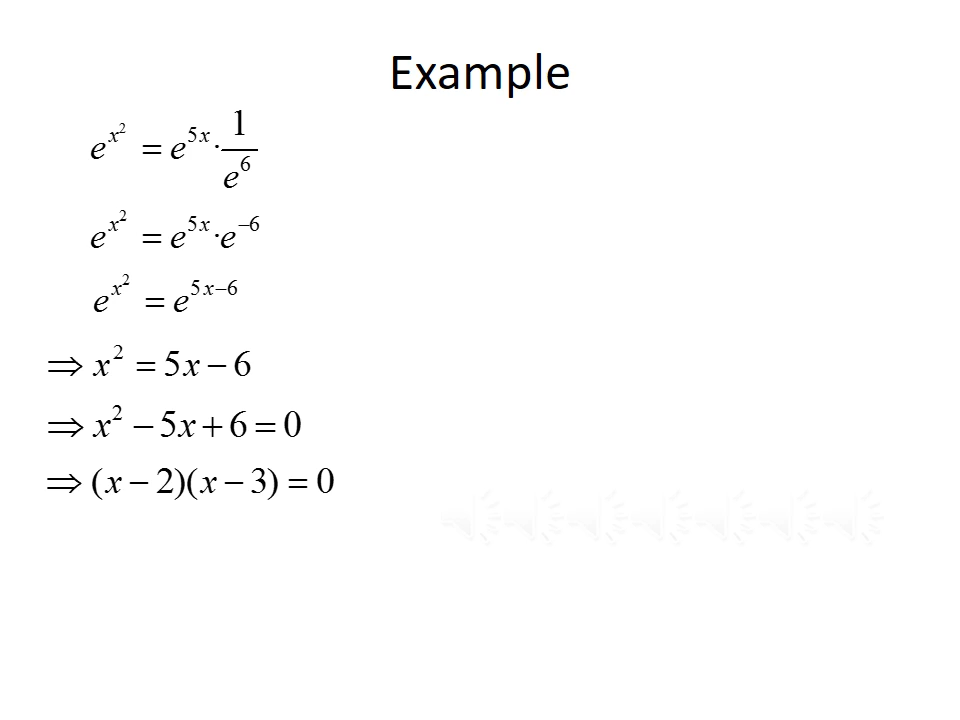 Example
e^{x^2} = e^{5x} · \frac{1}{e^6}
e^{x^2} = e^{5x} · e^{−6}
e^{x^2} = e^{5x−6}
⇒ x^2 = 5x − 6
⇒ x^2 − 5x + 6 = 0
⇒ (x − 2)(x − 3) = 0